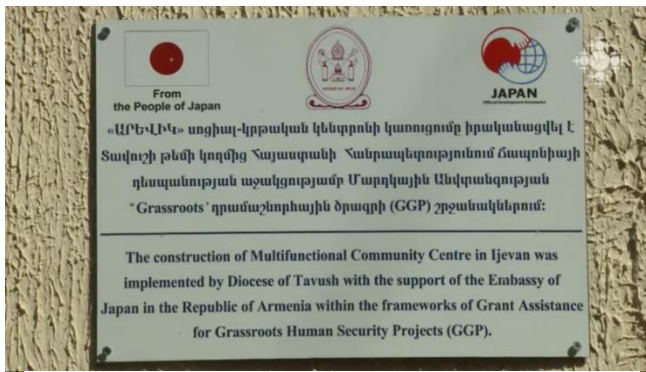 From
the People of Japan
JAPAN
Official Development Assistance
«ԱՐԵՎԻԿ» սոցիալ-կրթական կենտրոնի կառուցումը իրականացվել է
Տավուշի թեմի կողմից Հայաստանի Հանրապետությունում Ճապոնիայի
դեսպանության աջակցությամբ Մարդկային Անվտանգության
"Grassroots' դրամաշնորհային ծրագրի (GGP) շրջանակներում:
The construction of Multifunctional Community Centre in Ijevan was
implemented by Diocese of Tavush with the support of the Embassy of
Japan in the Republic of Armenia within the frameworks of Grant Assistance
for Grassroots Human Security Projects (GGP).